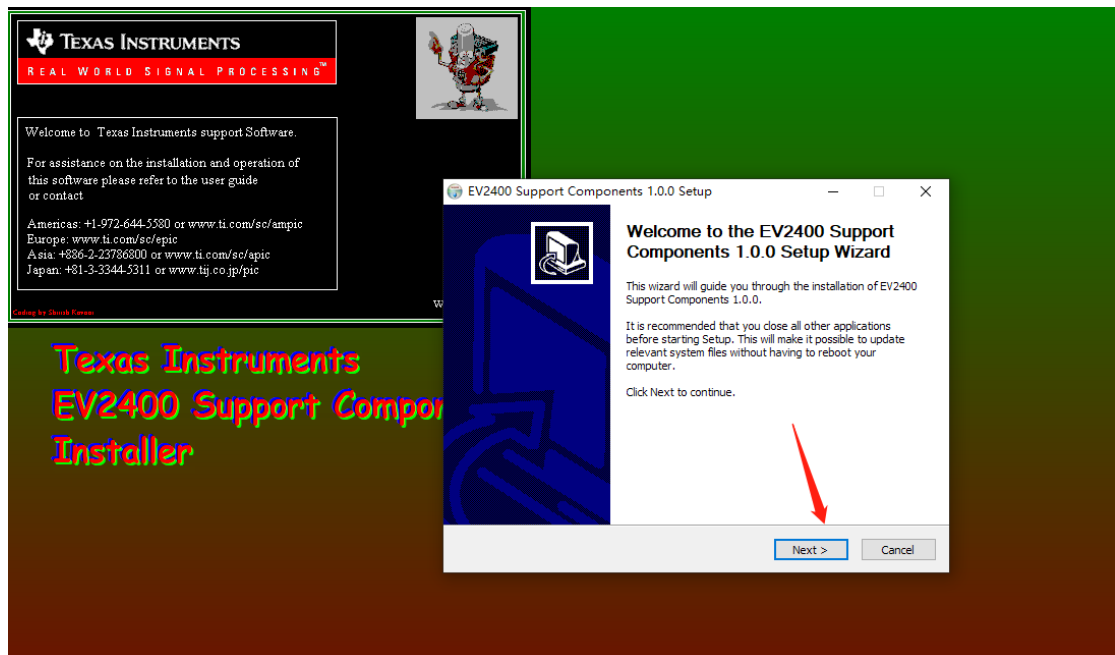 TEXAS INSTRUMENTS
REAL WORLD SIGNAL PROCESSING™
Welcome to Texas Instruments support Software.
For assistance on the installation and operation of
this software please refer to the user guide
or contact
Americas: +1-972-644-5580 or www.ti.com/sc/ampic
Europe: www.ti.com/sc/epic
Asia: +886-2-23786800 or www.ti.com/sc/apic
Japan: +81-3-3344-5311 or www.tij.co.jp/pic
W
Texas Instruments
EV2400 Support Compon
Installer
EV2400 Support Components 1.0.0 Setup
Welcome to the EV2400 Support
Components 1.0.0 Setup Wizard
This wizard will guide you through the installation of EV2400
Support Components 1.0.0.
It is recommended that you close all other applications
before starting Setup. This will make it possible to update
relevant system files without having to reboot your
computer.
Click Next to continue.
Next >
Cancel